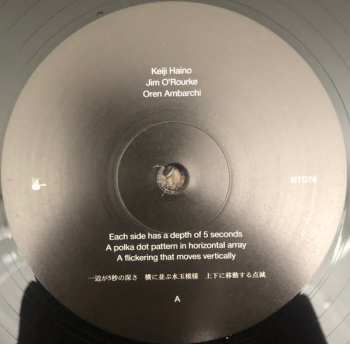 Keiji Haino
Jim O'Rourke
Oren Ambarchi
Each side has a depth of 5 seconds
A polka dot pattern in horizontal array
A flickering that moves vertically
一辺が5秒の深さ 横に並ぶ水玉模様 上下に移動する点滅
A